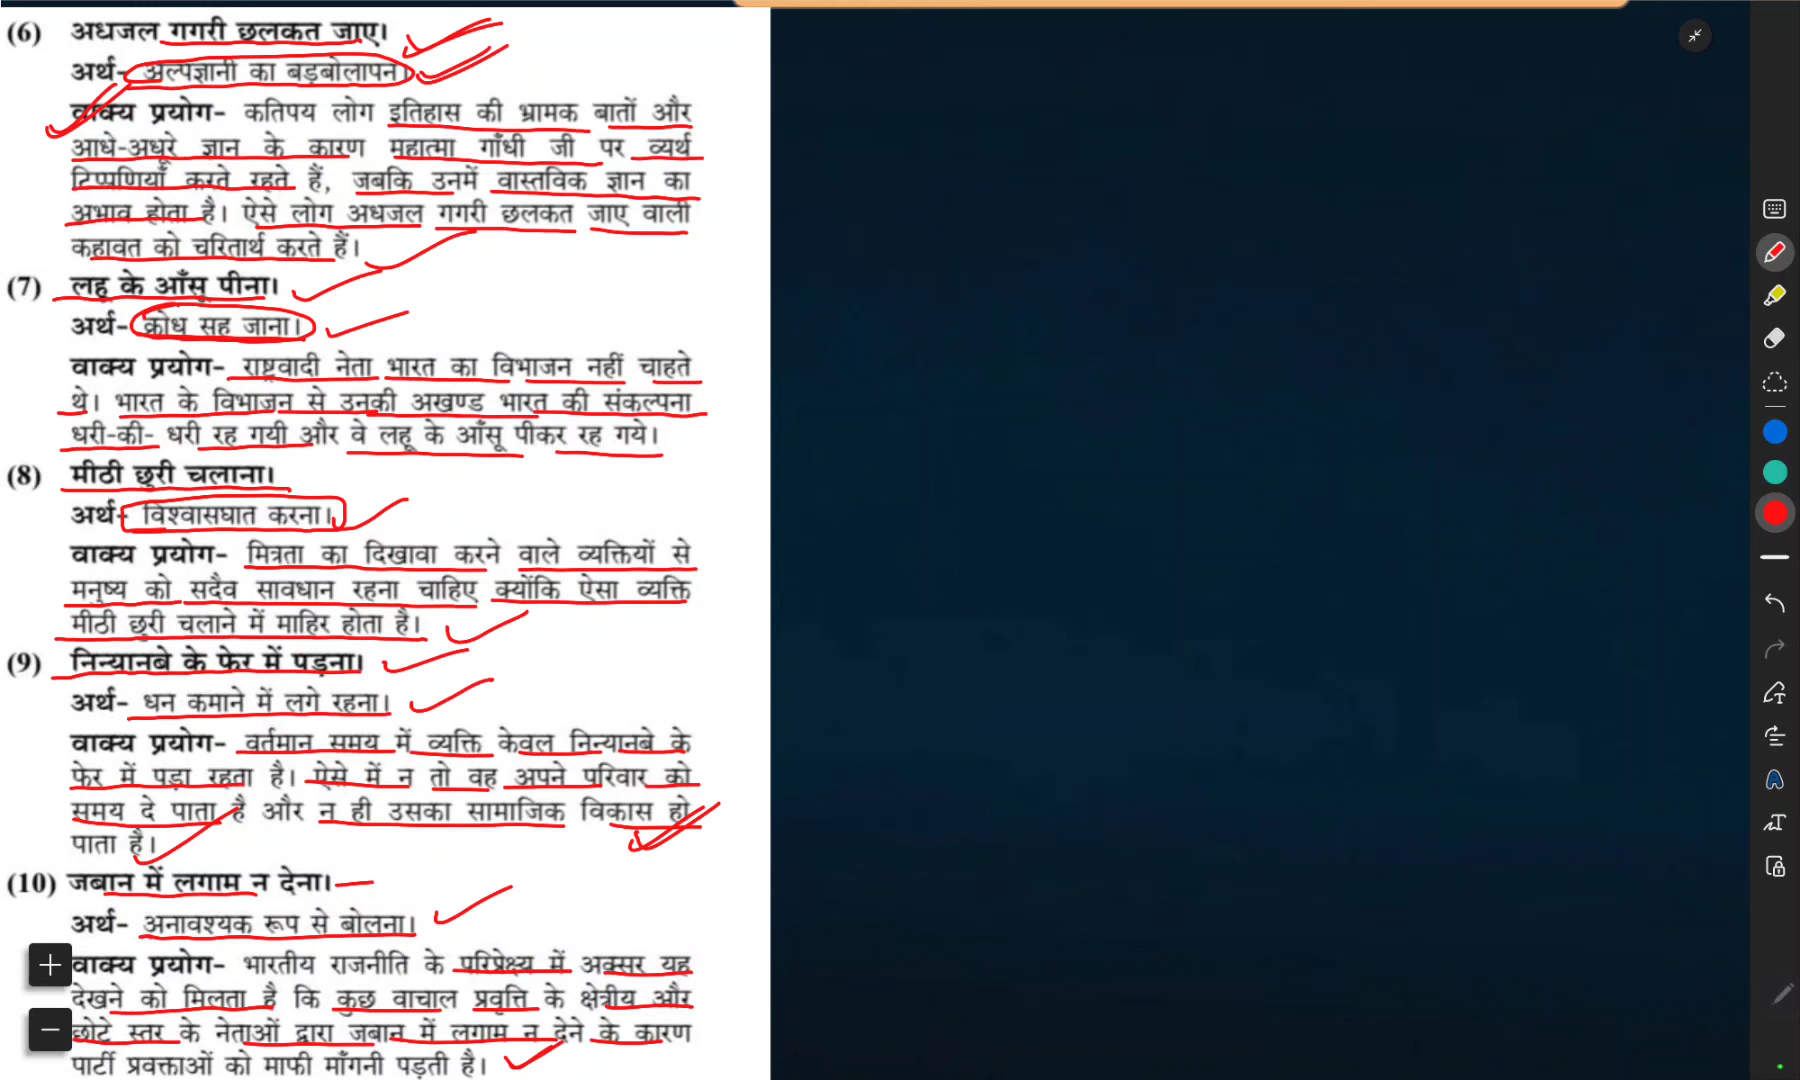 (6) अधजल गगरी छलकत जाए।
अर्थ- अल्पज्ञानी का बड़बोलापन।
वाक्य प्रयोग- कतिपय लोग इतिहास की भ्रामक बातों और
आधे-अधूरे ज्ञान के कारण महात्मा गाँधी जी पर व्यर्थ
टिप्पणियाँ करते रहते हैं, जबकि उनमें वास्तविक ज्ञान का
अभाव होता है। ऐसे लोग अधजल गगरी छलकत जाए वाली
कहावत को चरितार्थ करते हैं।
(7) लहू के आँसू पीना।
अर्थ- क्रोध सह जाना।
वाक्य प्रयोग- राष्ट्रवादी नेता भारत का विभाजन नहीं चाहते
थे। भारत के विभाजन से उनकी अखण्ड भारत की संकल्पना
धरी-की- धरी रह गयी और वे लहू के आँसू पीकर रह गये।
(8) मीठी छुरी चलाना।
अर्थ- विश्वासघात करना।
वाक्य प्रयोग- मित्रता का दिखावा करने वाले व्यक्तियों से
मनुष्य को सदैव सावधान रहना चाहिए क्योंकि ऐसा व्यक्ति
मीठी छुरी चलाने में माहिर होता है।
(9) निन्यानबे के फेर में पड़ना।
अर्थ- धन कमाने में लगे रहना।
वाक्य प्रयोग- वर्तमान समय में व्यक्ति केवल निन्यानबे के
फेर में पड़ा रहता है। ऐसे में न तो वह अपने परिवार को
समय दे पाता है और न ही उसका सामाजिक विकास हो
पाता है।
(10) जबान में लगाम न देना।
अर्थ- अनावश्यक रूप से बोलना।
वाक्य प्रयोग- भारतीय राजनीति के परिप्रेक्ष्य में अक्सर यह
देखने को मिलता है कि कुछ वाचाल प्रवृत्ति के क्षेत्रीय और
छोटे स्तर के नेताओं द्वारा जबान में लगाम न देने के कारण
पार्टी प्रवक्ताओं को माफी माँगनी पड़ती है।